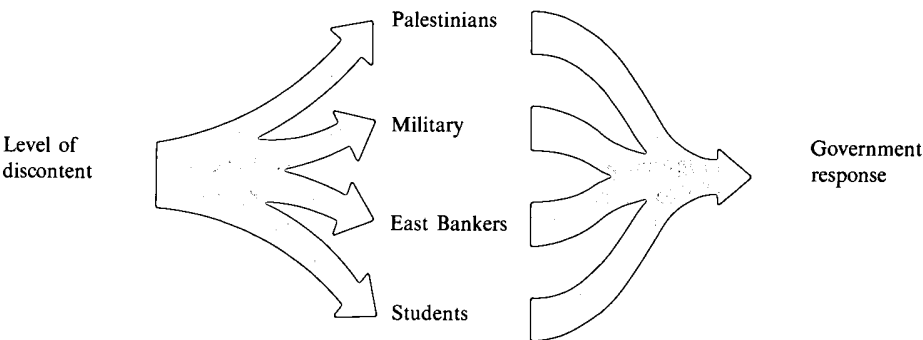 Palestinians
Military
Level of
discontent
Government
response
East Bankers
Students